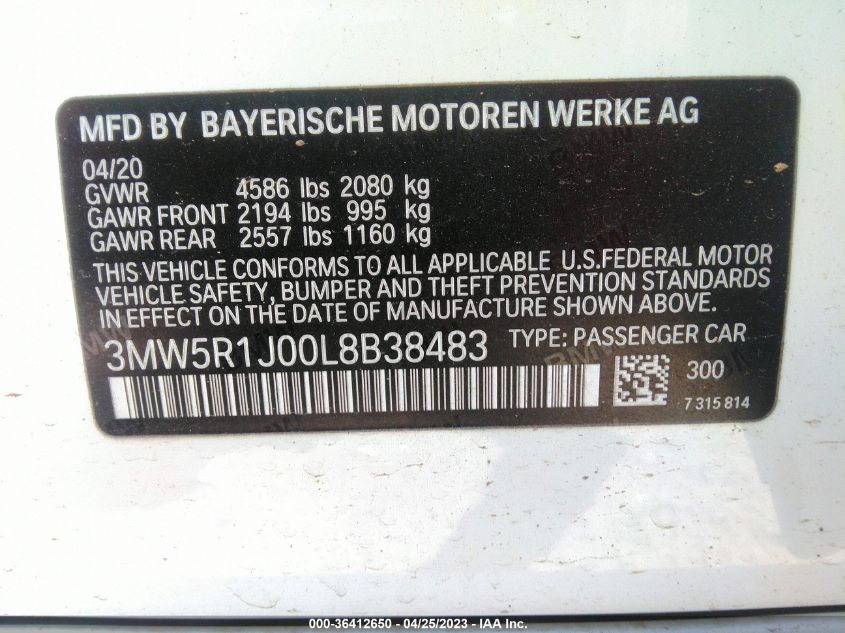 MFD BY BAYERISCHE MOTOREN WERKE AG
04/20
GVWR 4586 lbs 2080 kg
GAWR FRONT 2194 lbs 995 kg
GAWR REAR 2557 lbs 1160 kg
THIS VEHICLE CONFORMS TO ALL APPLICABLE U.S.FEDERAL MOTOR
VEHICLE SAFETY, BUMPER AND THEFT PREVENTION STANDARDS
IN EFFECT ON THE DATE OF MANUFACTURE SHOWN ABOVE.
3MW5R1J00L8B38483 TYPE: PASSENGER CAR
300
7 315 814
000-36412650 - 04/25/2023 - IAA Inc.